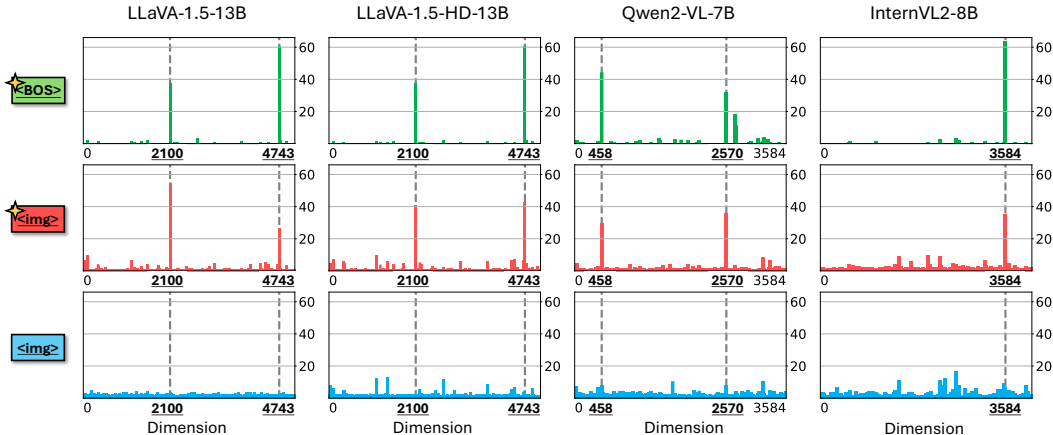 LLaVA-1.5-13B LLaVA-1.5-HD-13B Qwen2-VL-7B InternVL2-8B
<BOS>
60 60 60 60
40 40 40 40
20 20 20 20
0 2100 4743 0 2100 4743 0 458 2570 3584 0 3584
<img>
60 60 60 60
40 40 40 40
20 20 20 20
0 2100 4743 0 2100 4743 0 458 2570 3584 0 3584
<img>
60 60 60 60
40 40 40 40
20 20 20 20
0 2100 4743 0 2100 4743 0 458 2570 3584 0 3584
Dimension Dimension Dimension Dimension